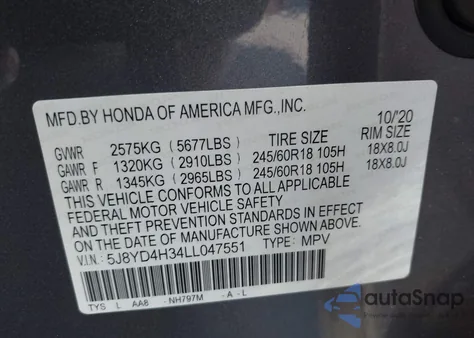 MFD.BY HONDA OF AMERICA MFG.,INC.
10/'20
TIRE SIZE RIM SIZE
GVWR 2575KG (5677LBS)
GAWR F 1320KG (2910LBS) 245/60R18 105H 18X8.0J
GAWR R 1345KG (2965LBS) 245/60R18 105H 18X8.0J
THIS VEHICLE CONFORMS TO ALL APPLICABLE
FEDERAL MOTOR VEHICLE SAFETY
AND THEFT PREVENTION STANDARDS IN EFFECT
ON THE DATE OF MANUFACTURE SHOWN ABOVE.
V.I.N.: 5J8YD4H34LL047551 TYPE: MPV
TYS L AA8 -NH797M -A-L
autoSnap